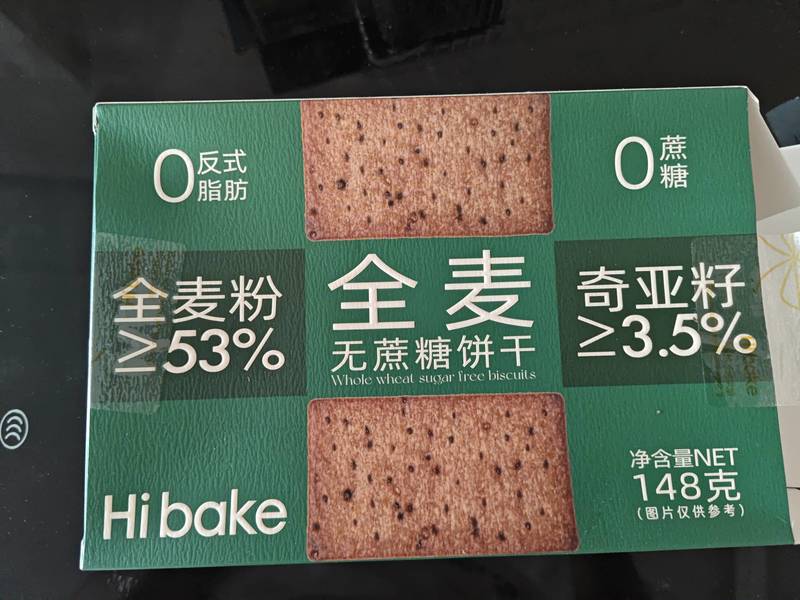 0反式
脂肪
0蔗
糖
全麦粉
≥53%
全麦
无蔗糖饼干
Whole wheat sugar free biscuits
奇亚籽
≥3.5%
Hi bake
净含量NET
148克
(图片仅供参考)